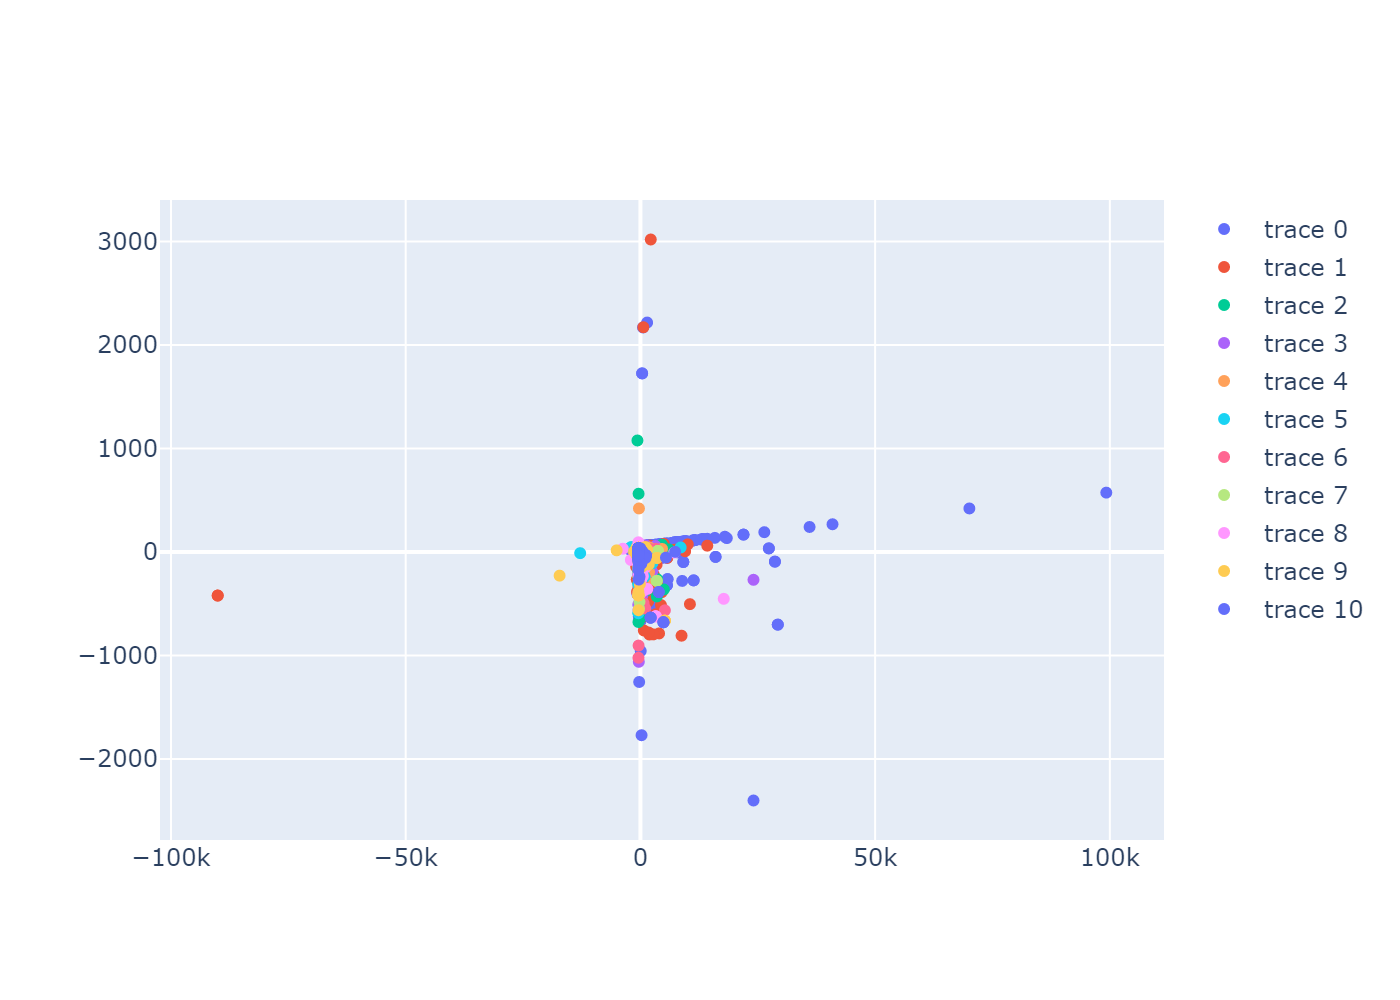 3000
2000
1000
0
−1000
−2000
−100k
−50k
0
50k
100k
trace 0
trace 1
trace 2
trace 3
trace 4
trace 5
trace 6
trace 7
trace 8
trace 9
trace 10